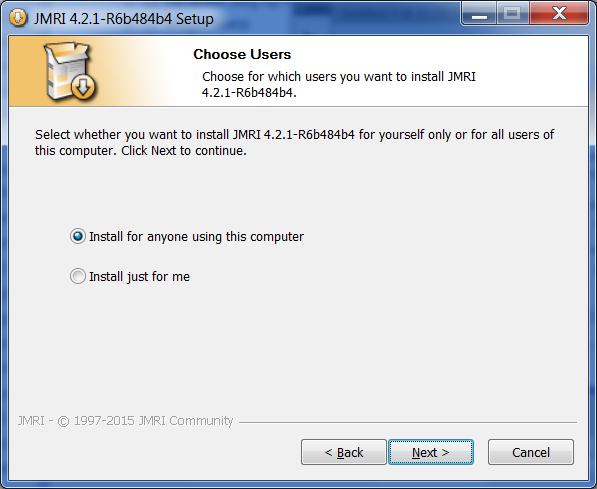 JMRI 4.2.1-R6b484b4 Setup
Choose Users
Choose for which users you want to install JMRI
4.2.1-R6b484b4.
Select whether you want to install JMRI 4.2.1-R6b484b4 for yourself only or for all users of
this computer. Click Next to continue.
Install for anyone using this computer
Install just for me
JMRI - © 1997-2015 JMRI Community
< Back Next > Cancel